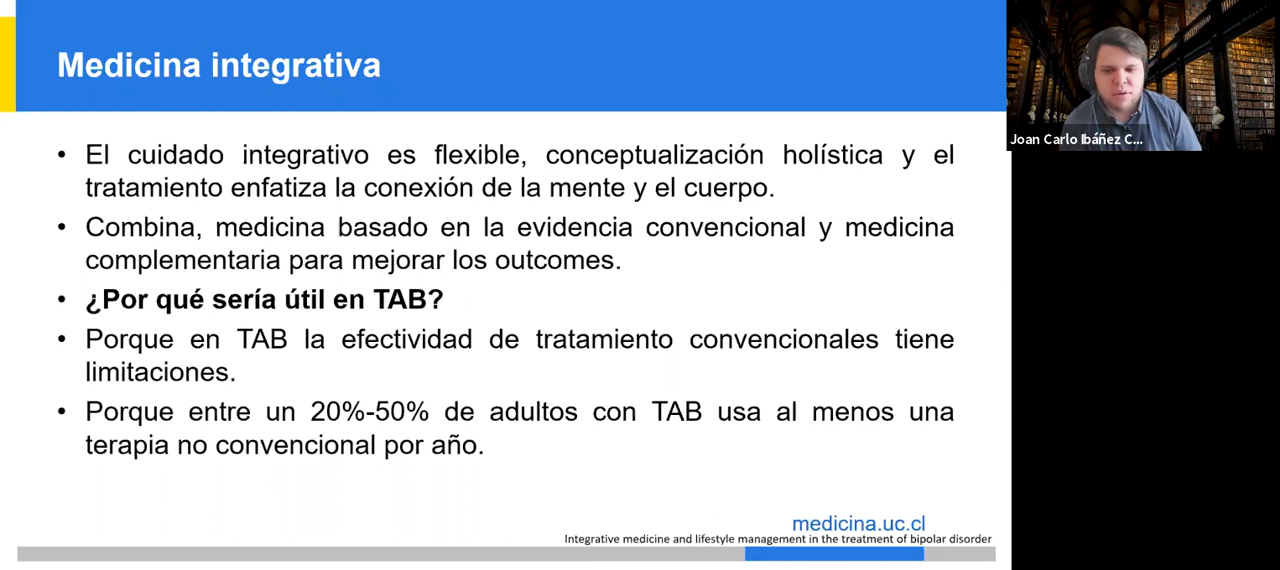 Medicina integrativa
• El cuidado integrativo es flexible, conceptualización holística y el
tratamiento enfatiza la conexión de la mente y el cuerpo.
• Combina, medicina basado en la evidencia convencional y medicina
complementaria para mejorar los outcomes.
• ¿Por qué sería útil en TAB?
• Porque en TAB la efectividad de tratamiento convencionales tiene
limitaciones.
• Porque entre un 20%-50% de adultos con TAB usa al menos una
terapia no convencional por año.
medicina.uc.cl
Integrative medicine and lifestyle management in the treatment of bipolar disorder
Joan Carlo Ibáñez C...